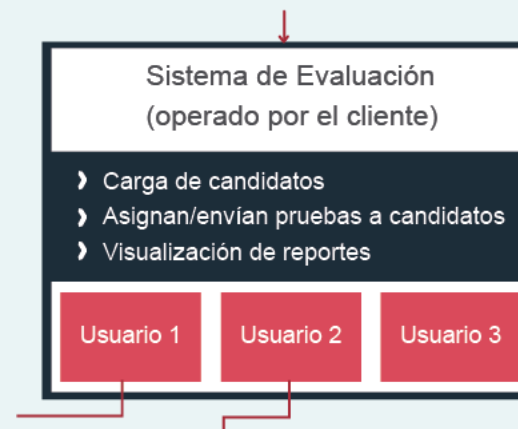 Sistema de Evaluación
(operado por el cliente)
Carga de candidatos
Asignan/envían pruebas a candidatos
Visualización de reportes
Usuario 1
Usuario 2
Usuario 3